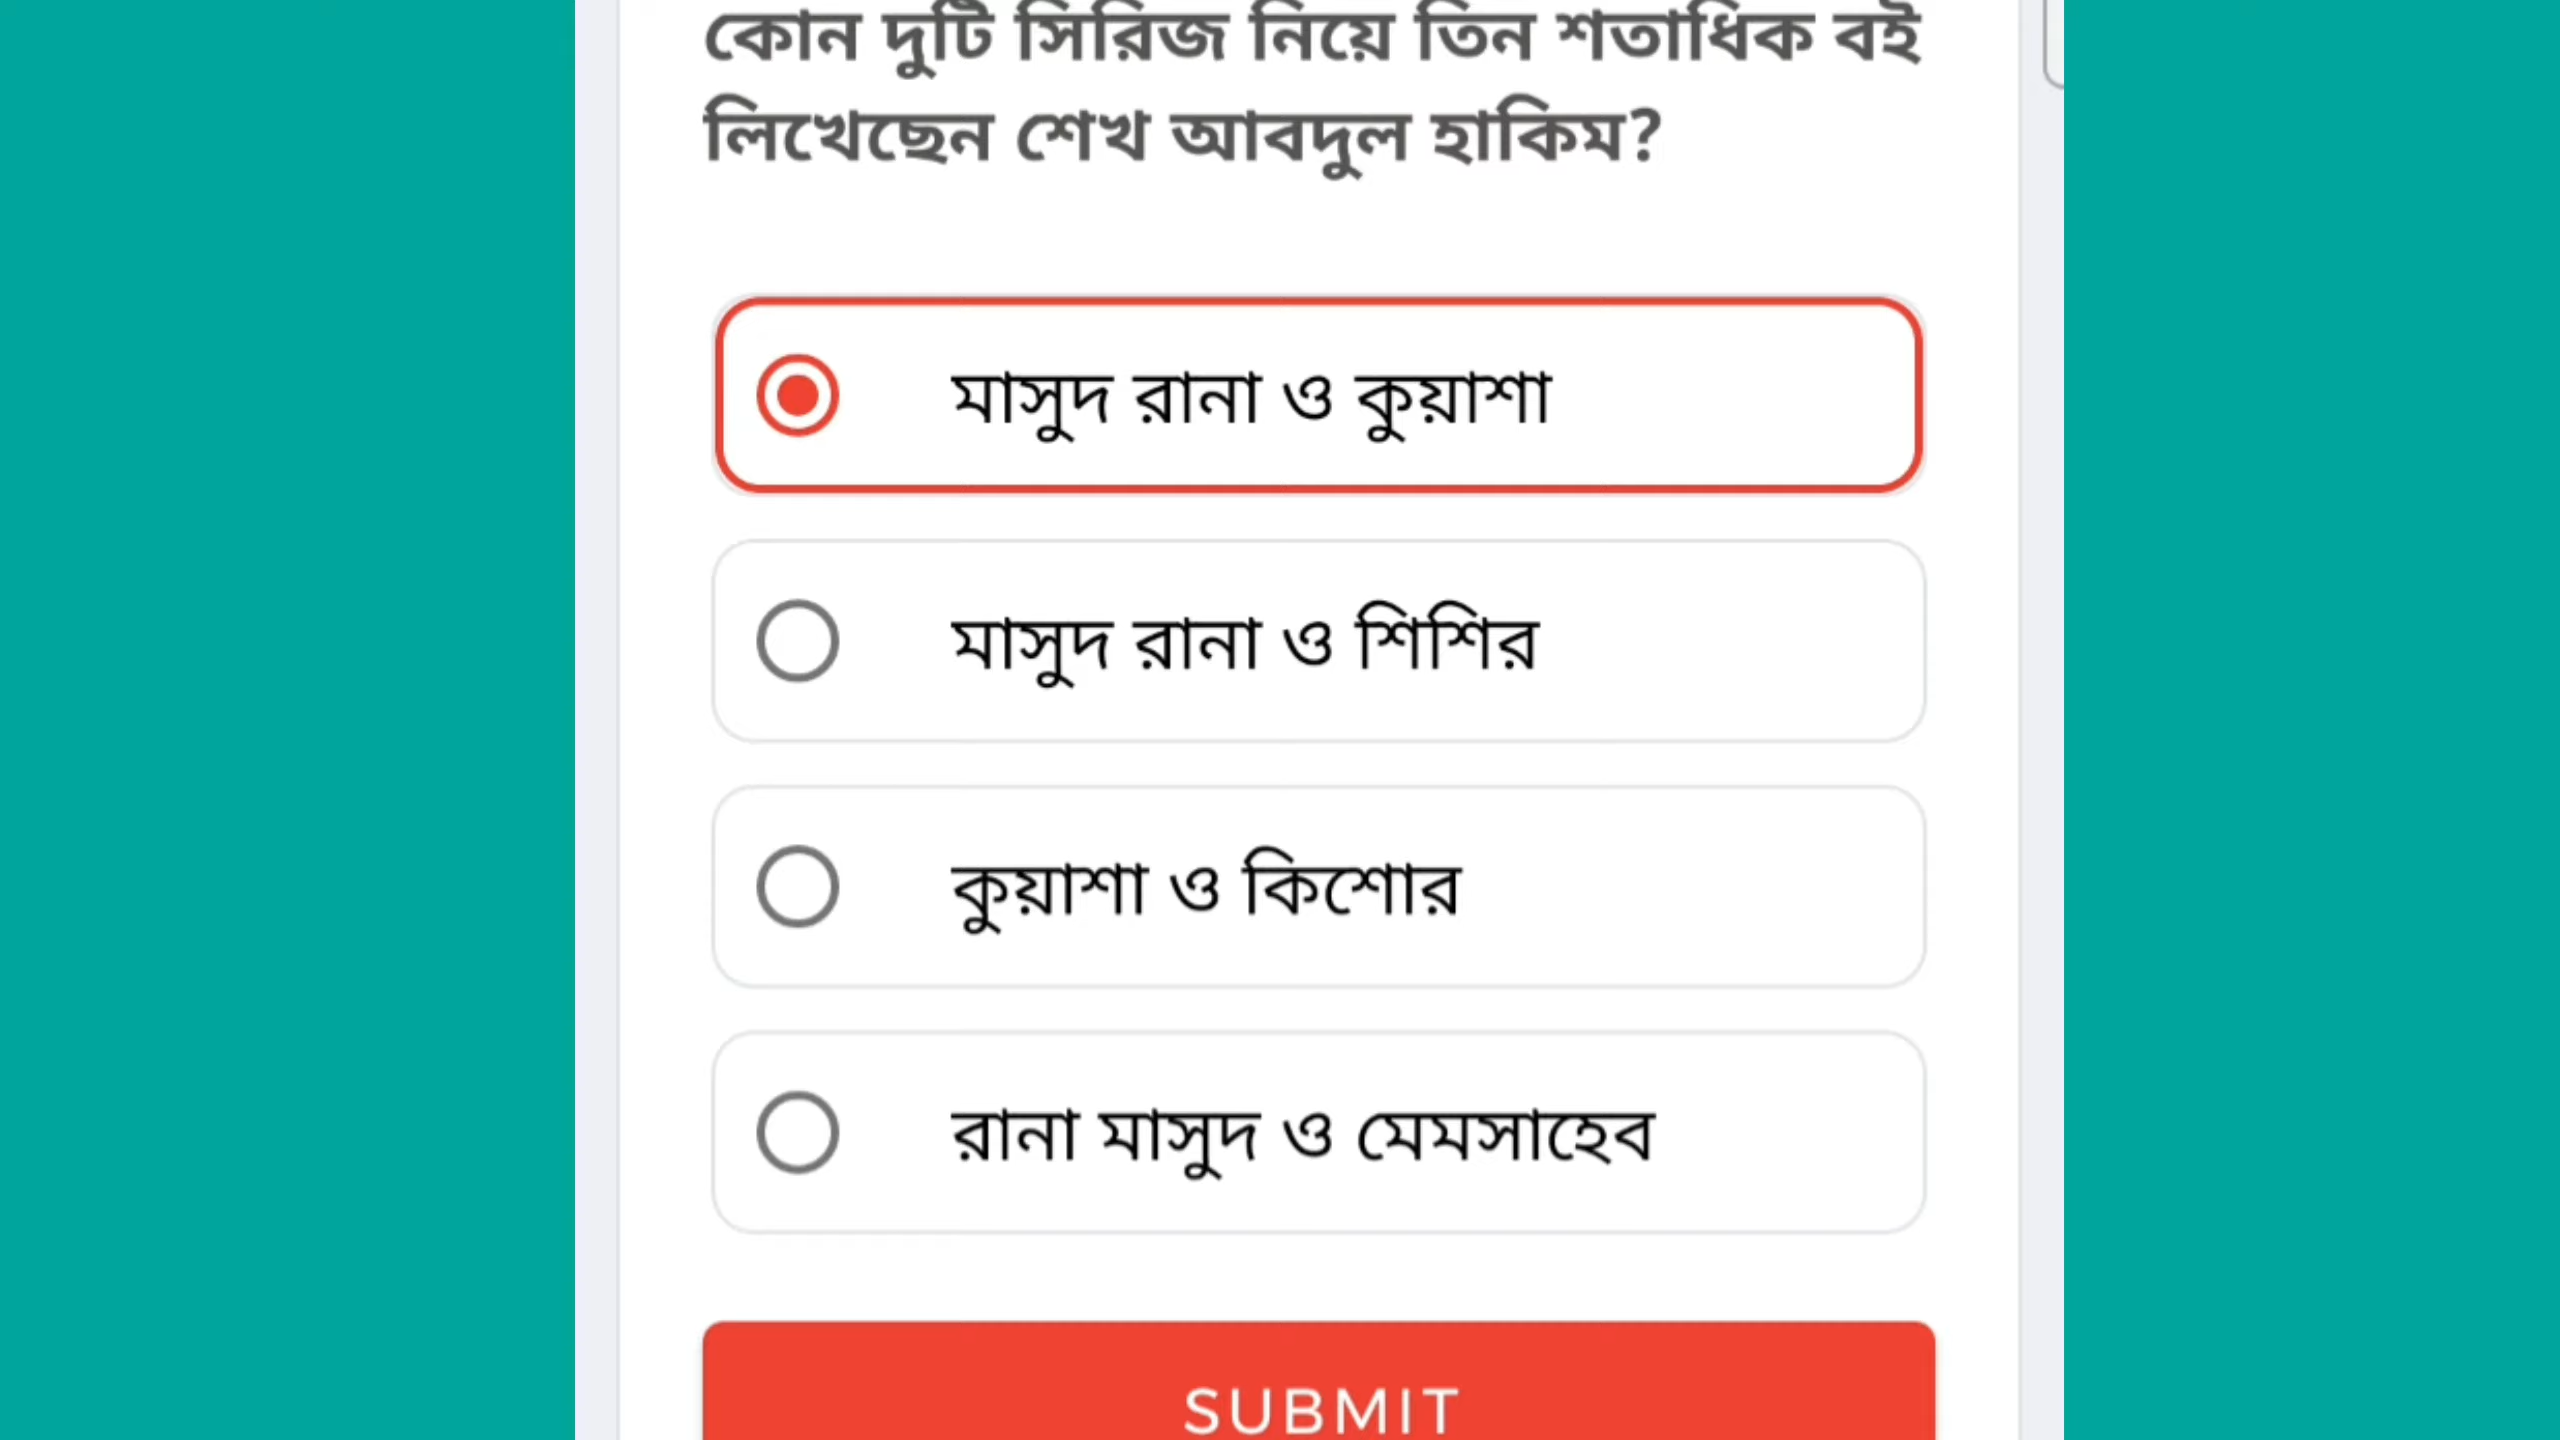 কোন দুটি সিরিজ নিয়ে তিন শতাধিক বই
লিখেছেন শেখ আবদুল হাকিম?
মাসুদ রানা ও কুয়াশা
মাসুদ রানা ও শিশির
কুয়াশা ও কিশোর
রানা মাসুদ ও মেমসাহেব
SUBMIT